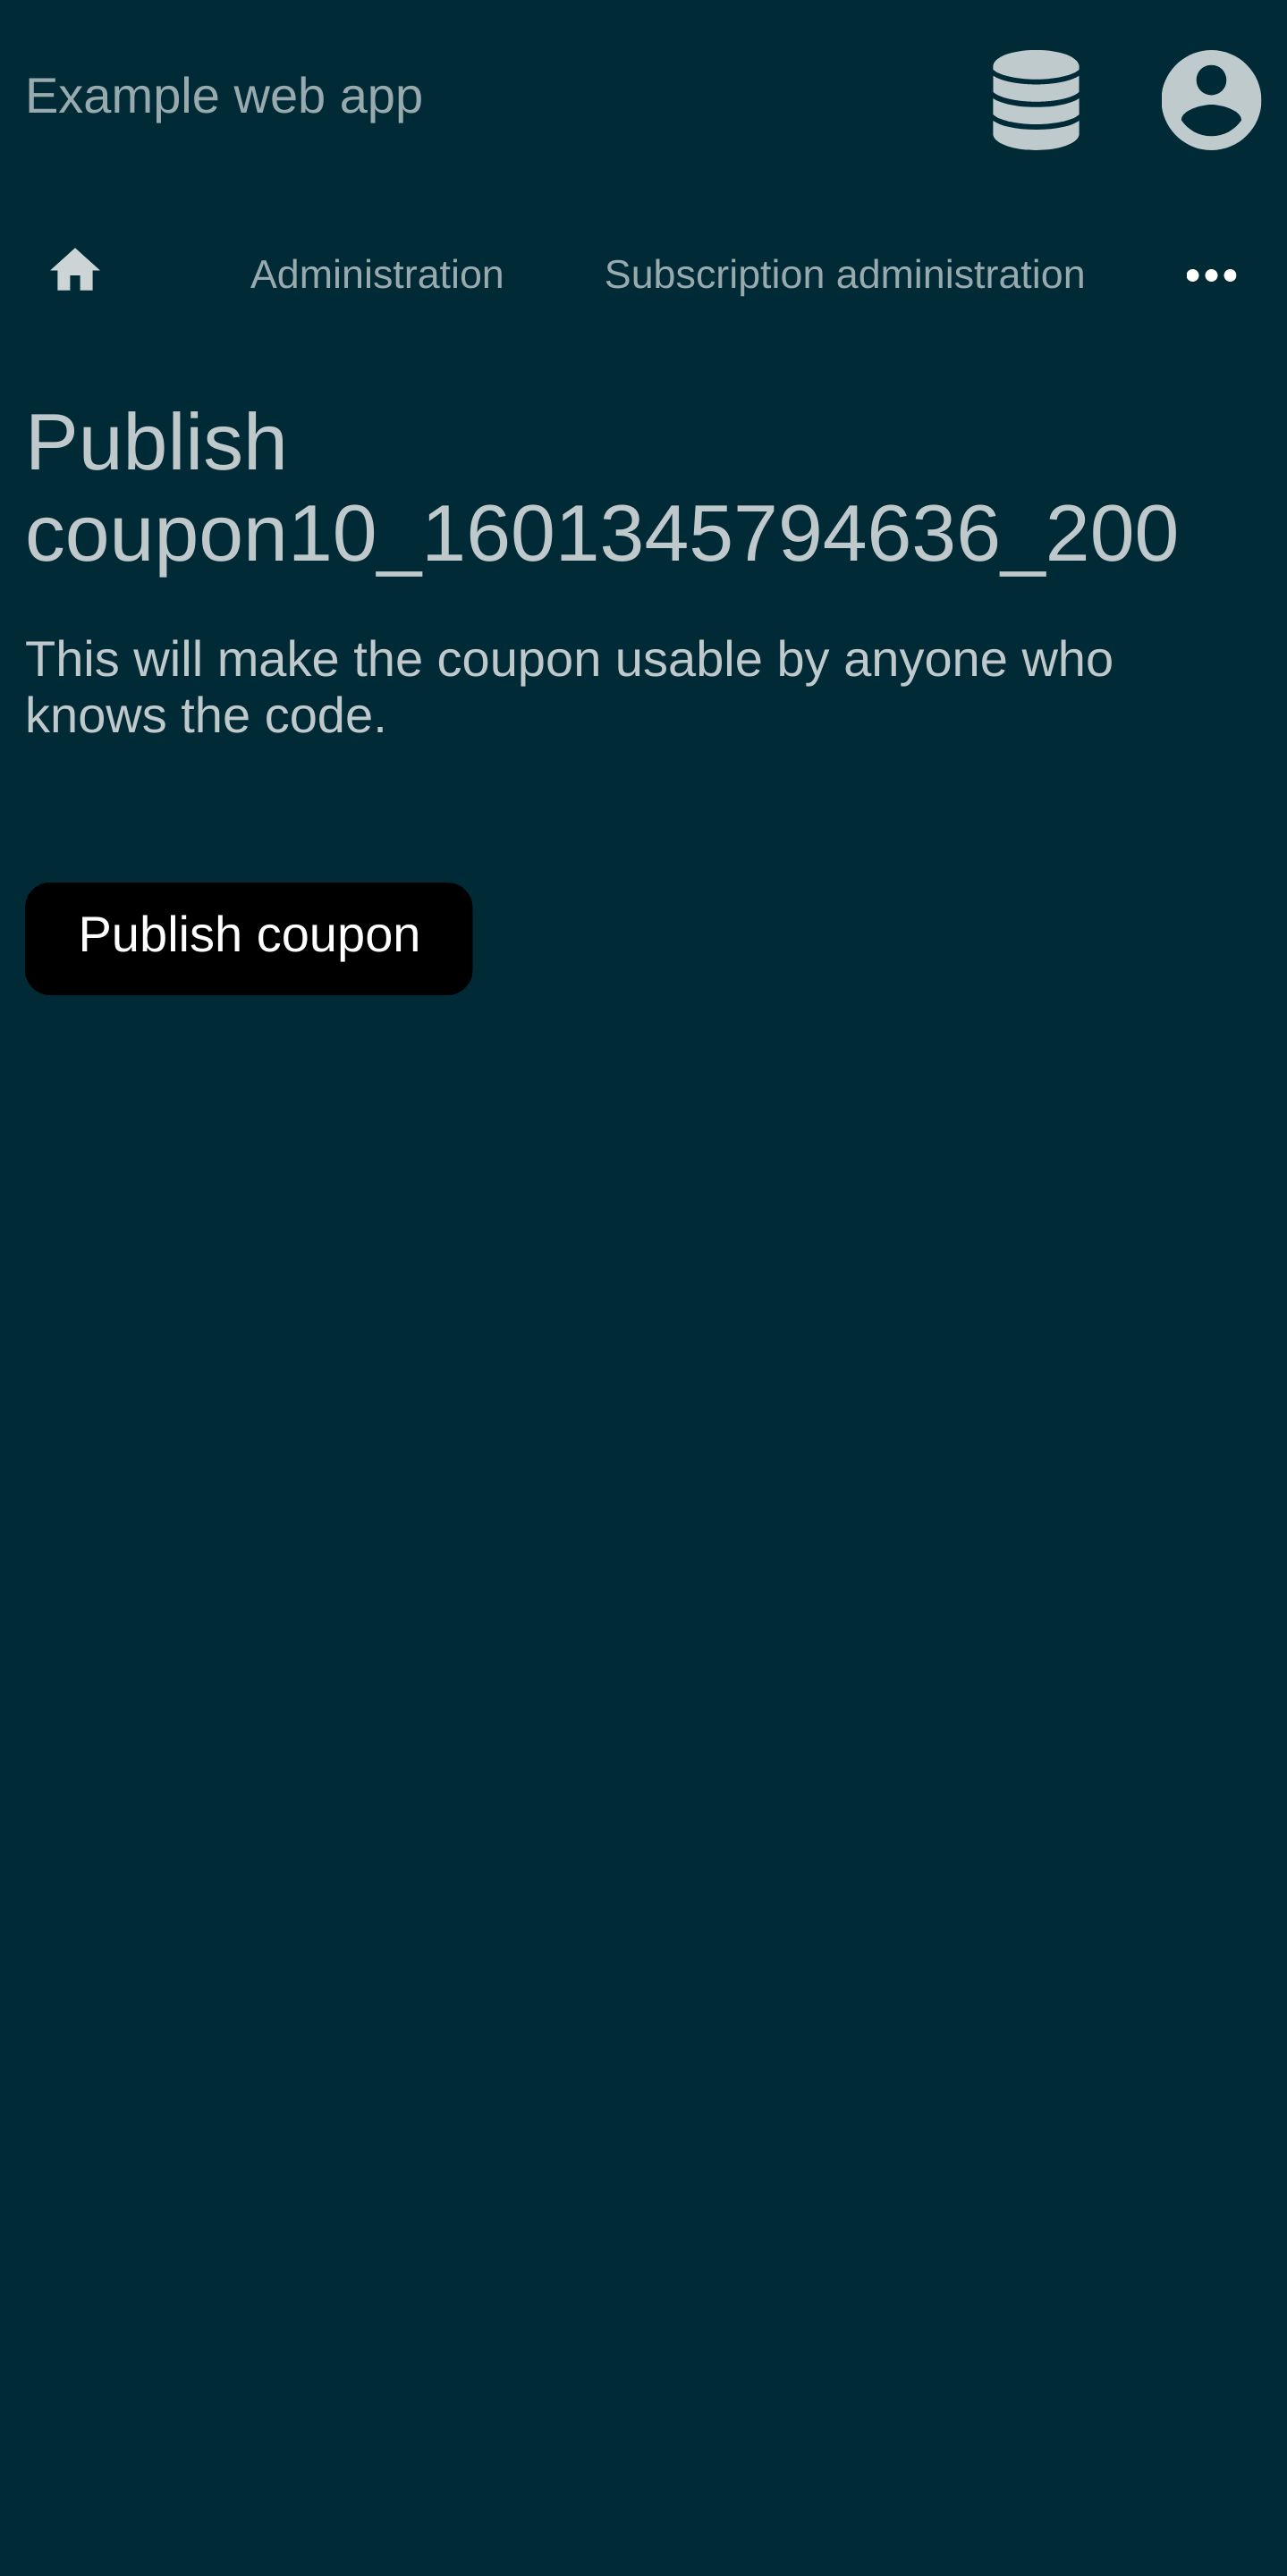 Example web app
Administration Subscription administration
Publish
coupon10_1601345794636_200
This will make the coupon usable by anyone who
knows the code.
Publish coupon